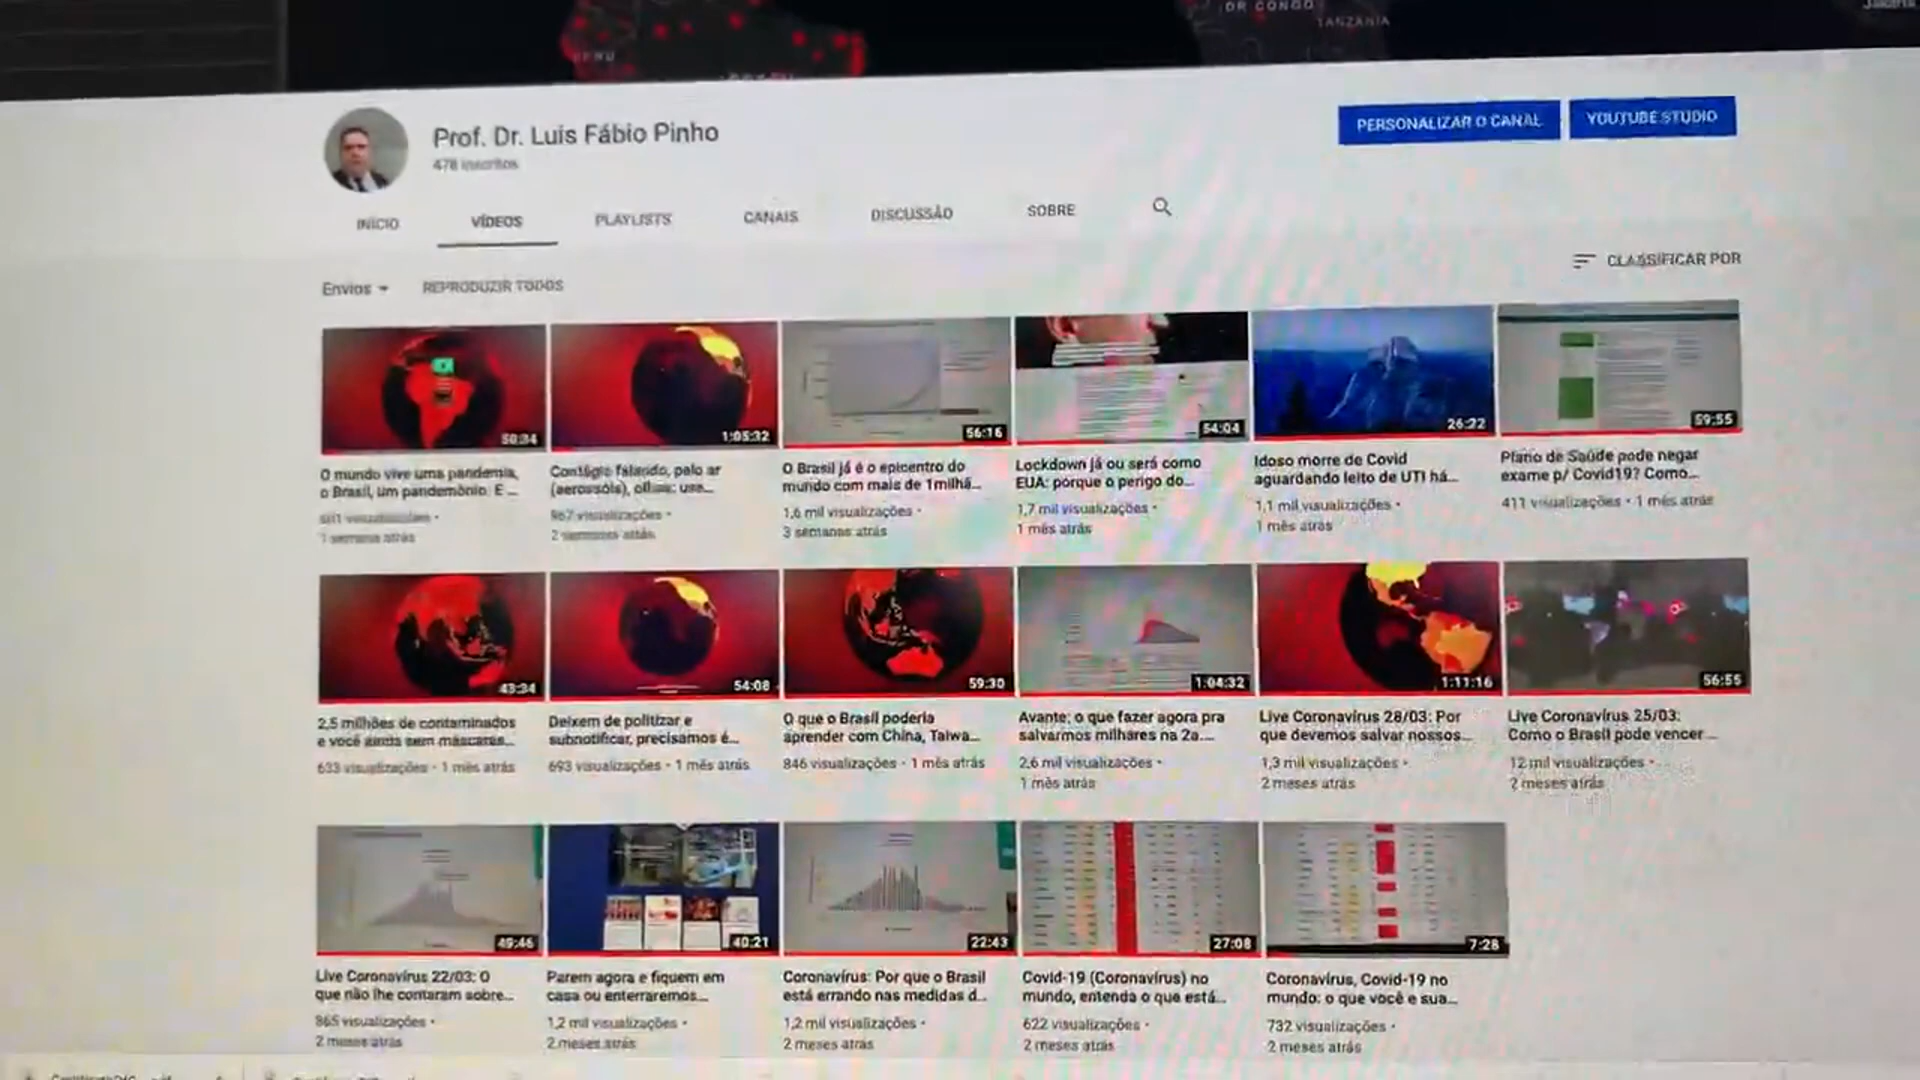 DR CONGO
TANZANIA
PERU
Prof. Dr. Luis Fábio Pinho
478 inscritos
PERSONALIZAR O CANAL
YOUTUBE STUDIO
INÍCIO
VÍDEOS
PLAYLISTS
CANAIS
DISCUSSÃO
SOBRE
Envios
REPRODUZIR TODOS
CLASSIFICAR POR
50:34
1:05:32
56:16
54:04
26:22
59:55
O mundo vive uma pandemia,
o Brasil, um pandemônio. E ...
1 semana atrás
Contágio falando, pelo ar
(aerossóis), olhos: use...
967 visualizações •
2 semanas atrás
O Brasil já é o epicentro do
mundo com mais de 1milhã...
1,6 mil visualizações •
3 semanas atrás
Lockdown já ou será como
EUA: porque o perigo do...
1,7 mil visualizações •
1 mês atrás
Idoso morre de Covid
aguardando leito de UTI há...
1,1 mil visualizações •
1 mês atrás
Plano de Saúde pode negar
exame p/ Covid19? Como...
411 visualizações • 1 mês atrás
43:34
54:08
59:30
1:04:32
1:11:16
56:55
2,5 milhões de contaminados
e você ainda sem máscaras...
633 visualizações • 1 mês atrás
Deixem de politizar e
subnotificar, precisamos é...
693 visualizações • 1 mês atrás
O que o Brasil poderia
aprender com China, Taiwa...
846 visualizações • 1 mês atrás
Avante: o que fazer agora pra
salvarmos milhares na 2a....
2,6 mil visualizações •
1 mês atrás
Live Coronavírus 28/03: Por
que devemos salvar nossos...
1,3 mil visualizações •
2 meses atrás
Live Coronavírus 25/03:
Como o Brasil pode vencer ...
12 mil visualizações •
2 meses atrás
49:46
40:21
22:43
27:08
7:28
Live Coronavírus 22/03: O
que não lhe contaram sobre...
865 visualizações •
2 meses atrás
Parem agora e fiquem em
casa ou enterraremos...
1,2 mil visualizações •
2 meses atrás
Coronavírus: Por que o Brasil
está errando nas medidas d...
1,2 mil visualizações •
2 meses atrás
Covid-19 (Coronavírus) no
mundo, entenda o que está...
622 visualizações •
2 meses atrás
Coronavírus, Covid-19 no
mundo: o que você e sua...
732 visualizações •
2 meses atrás